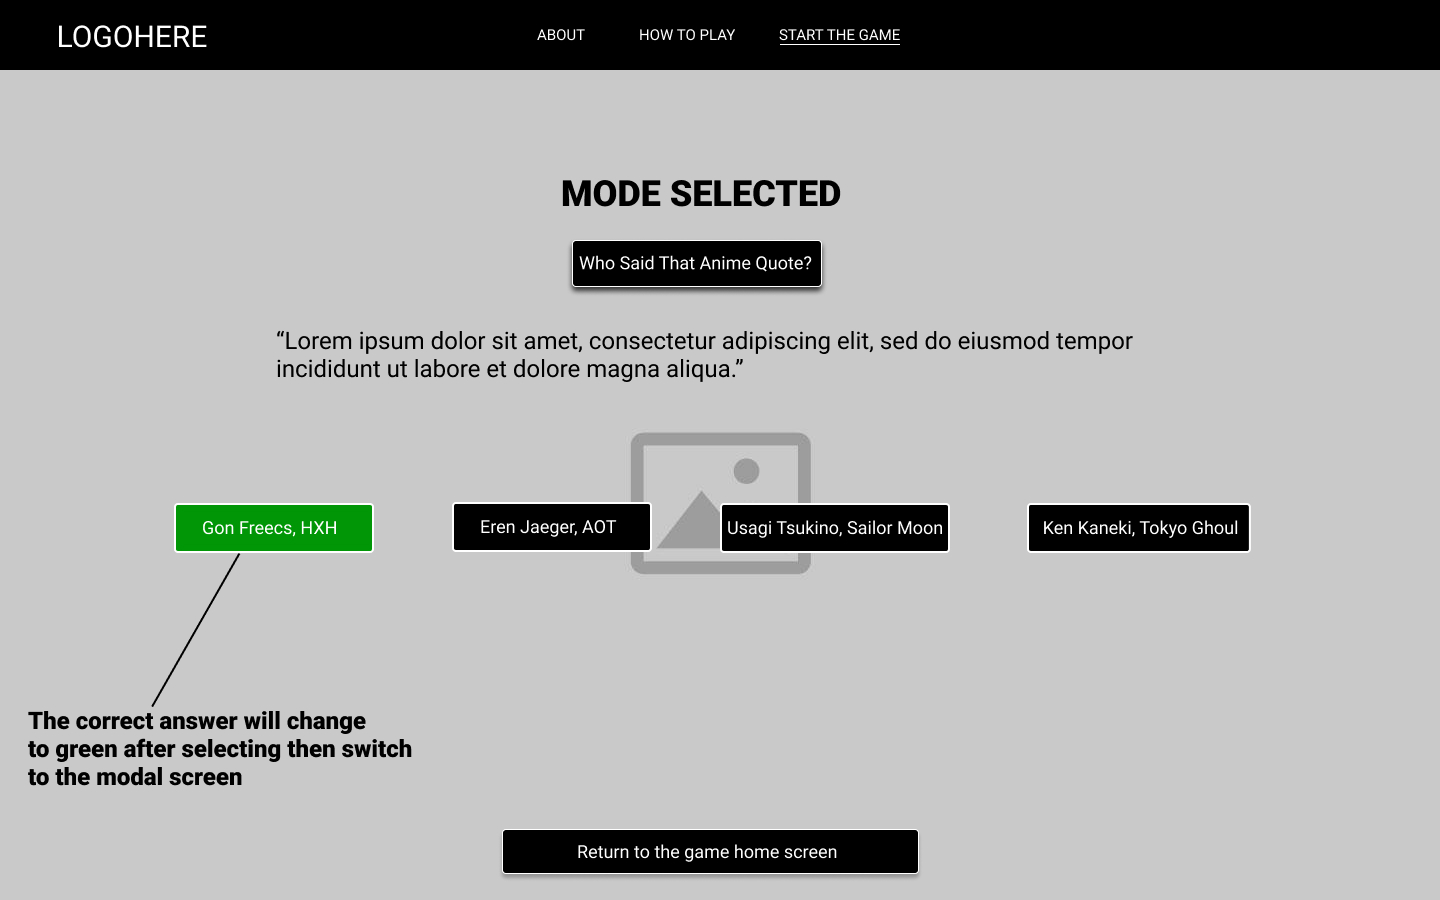 LOGOHERE
ABOUT
HOW TO PLAY
START THE GAME
MODE SELECTED
Who Said That Anime Quote?
“Lorem ipsum dolor sit amet, consectetur adipiscing elit, sed do eiusmod tempor
incididunt ut labore et dolore magna aliqua.”
Gon Freecs, HXH
Eren Jaeger, AOT
Usagi Tsukino, Sailor Moon
Ken Kaneki, Tokyo Ghoul
The correct answer will change
to green after selecting then switch
to the modal screen
Return to the game home screen